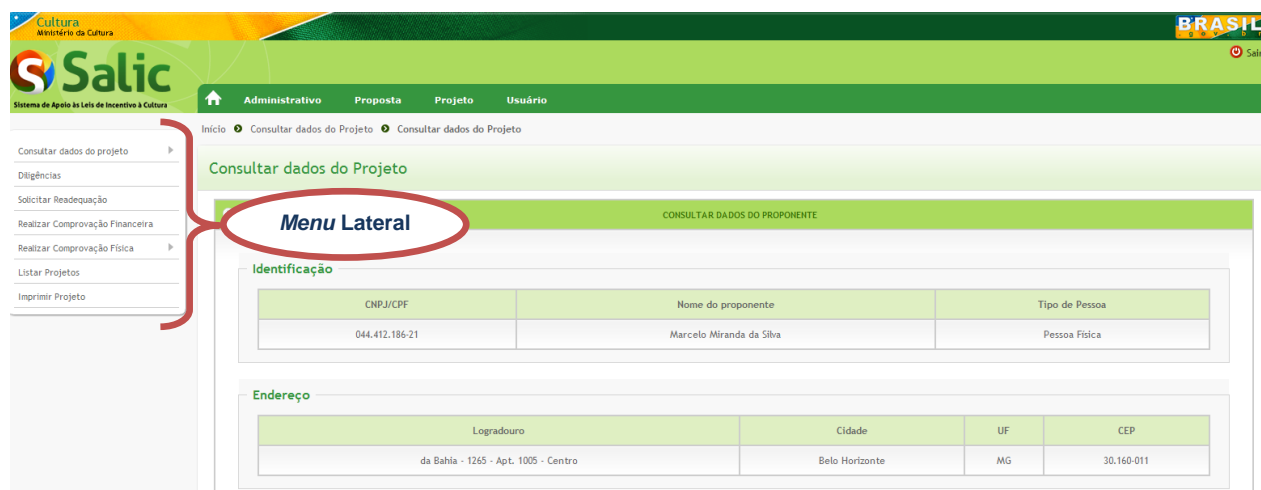 Cultura
Ministério da Cultura
BRASIL
Salic
Sistema de Apoio às Leis de Incentivo à Cultura
Administrativo Proposta Projeto Usuário
Início Consultar dados do Projeto Consultar dados do Projeto
Consultar dados do projeto
Diligências
Solicitar Readequação
Realizar Comprovação Financeira
Realizar Comprovação Física
Listar Projetos
Imprimir Projeto
Consultar dados do Projeto
Menu Lateral
CONSULTAR DADOS DO PROPONENTE
Identificação
CNPJ/CPF Nome do proponente Tipo de Pessoa
044.412.186-21 Marcelo Miranda da Silva Pessoa Física
Endereço
Logradouro Cidade UF CEP
da Bahia - 1265 - Apt. 1005 - Centro Belo Horizonte MG 30.160-011